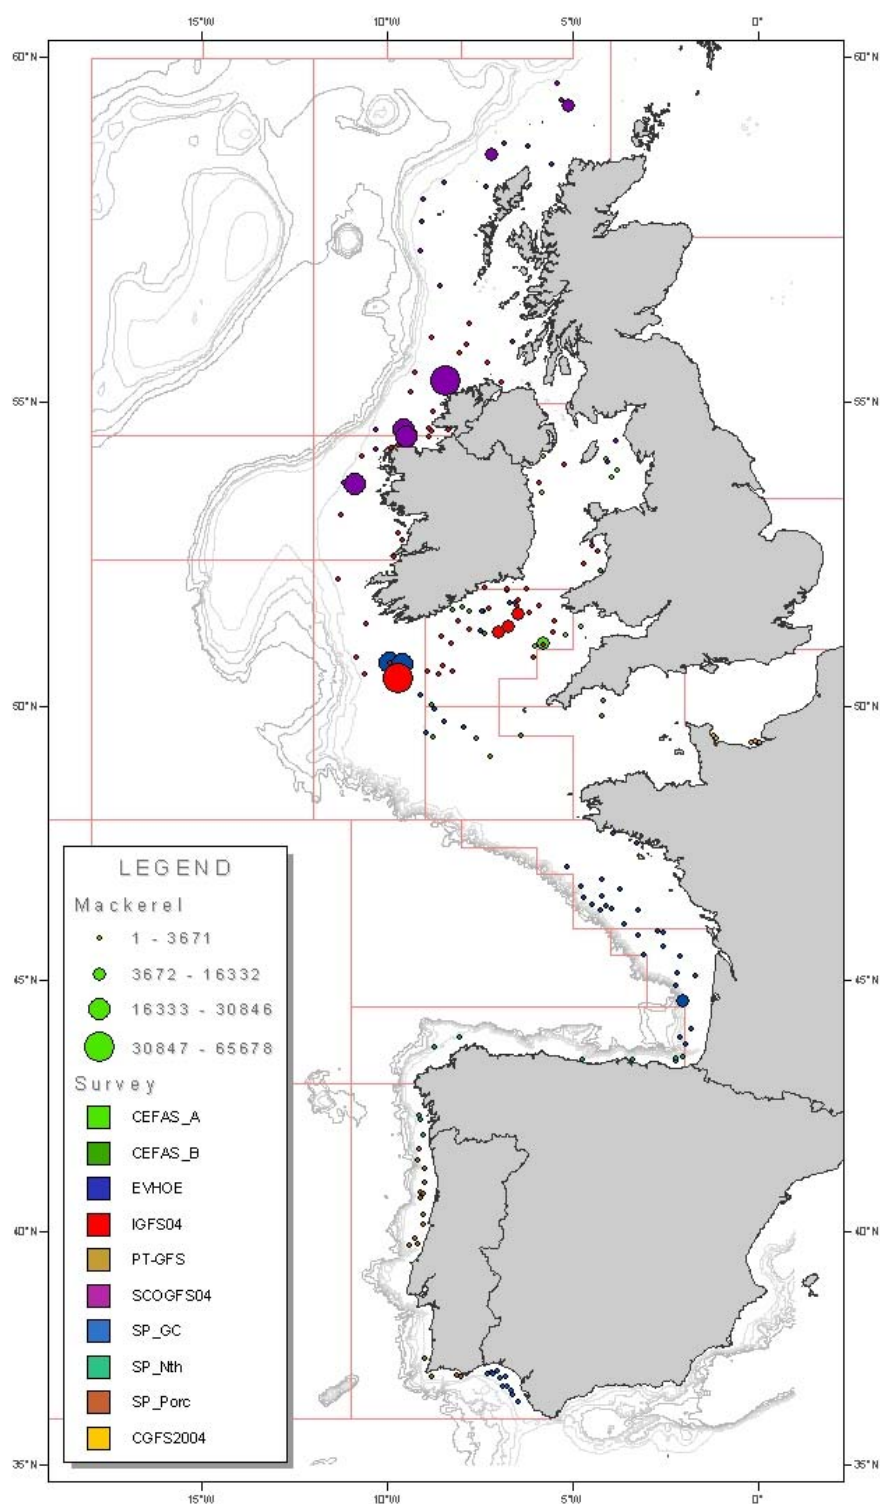 15°W 10°W 5°W 0°
60°N 60°N
55°N 55°N
50°N 50°N
LEGEND
Mackerel
1 - 3671
3672 - 16332
45°N 45°N
16333 - 30846
30847 - 65678
Survey
CEFAS_A
CEFAS_B
EVHOE
IGFS04
40°N 40°N
PT-GFS
SCOGFS04
SP_GC
SP_Nth
SP_Porc
CGFS2004
35°N 35°N
15°W 10°W 5°W 0°